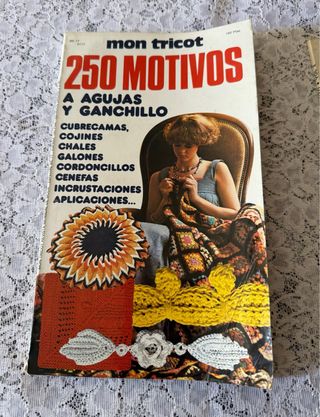 mon tricot
250 MOTIVOS
A AGUJAS
Y GANCHILLO
CUBRECAMAS,
COJINES
CHALES
GALONES
CORDONCILLOS
CENEFAS
INCRUSTACIONES
APLICACIONES...